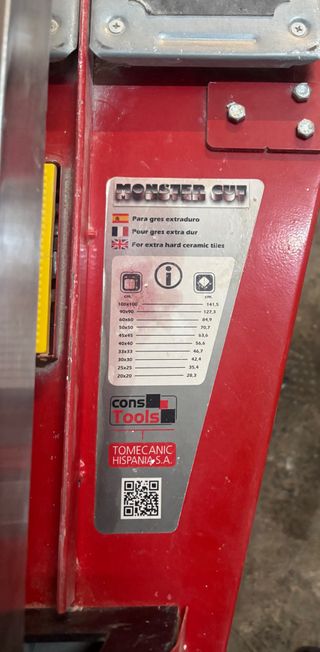 MONSTER CUT
Para gres extraduro
Pour gres extra dur
For extra hard ceramic tiles
cm. cm.
100x100 141,5
90x90 127,3
60x60 84,9
50x50 70,7
45x45 63,6
40x40 56,6
33x33 46,7
30x30 42,4
25x25 35,4
20x20 28,3
cons
Tools
TOMECANIC
HISPANIA S.A.